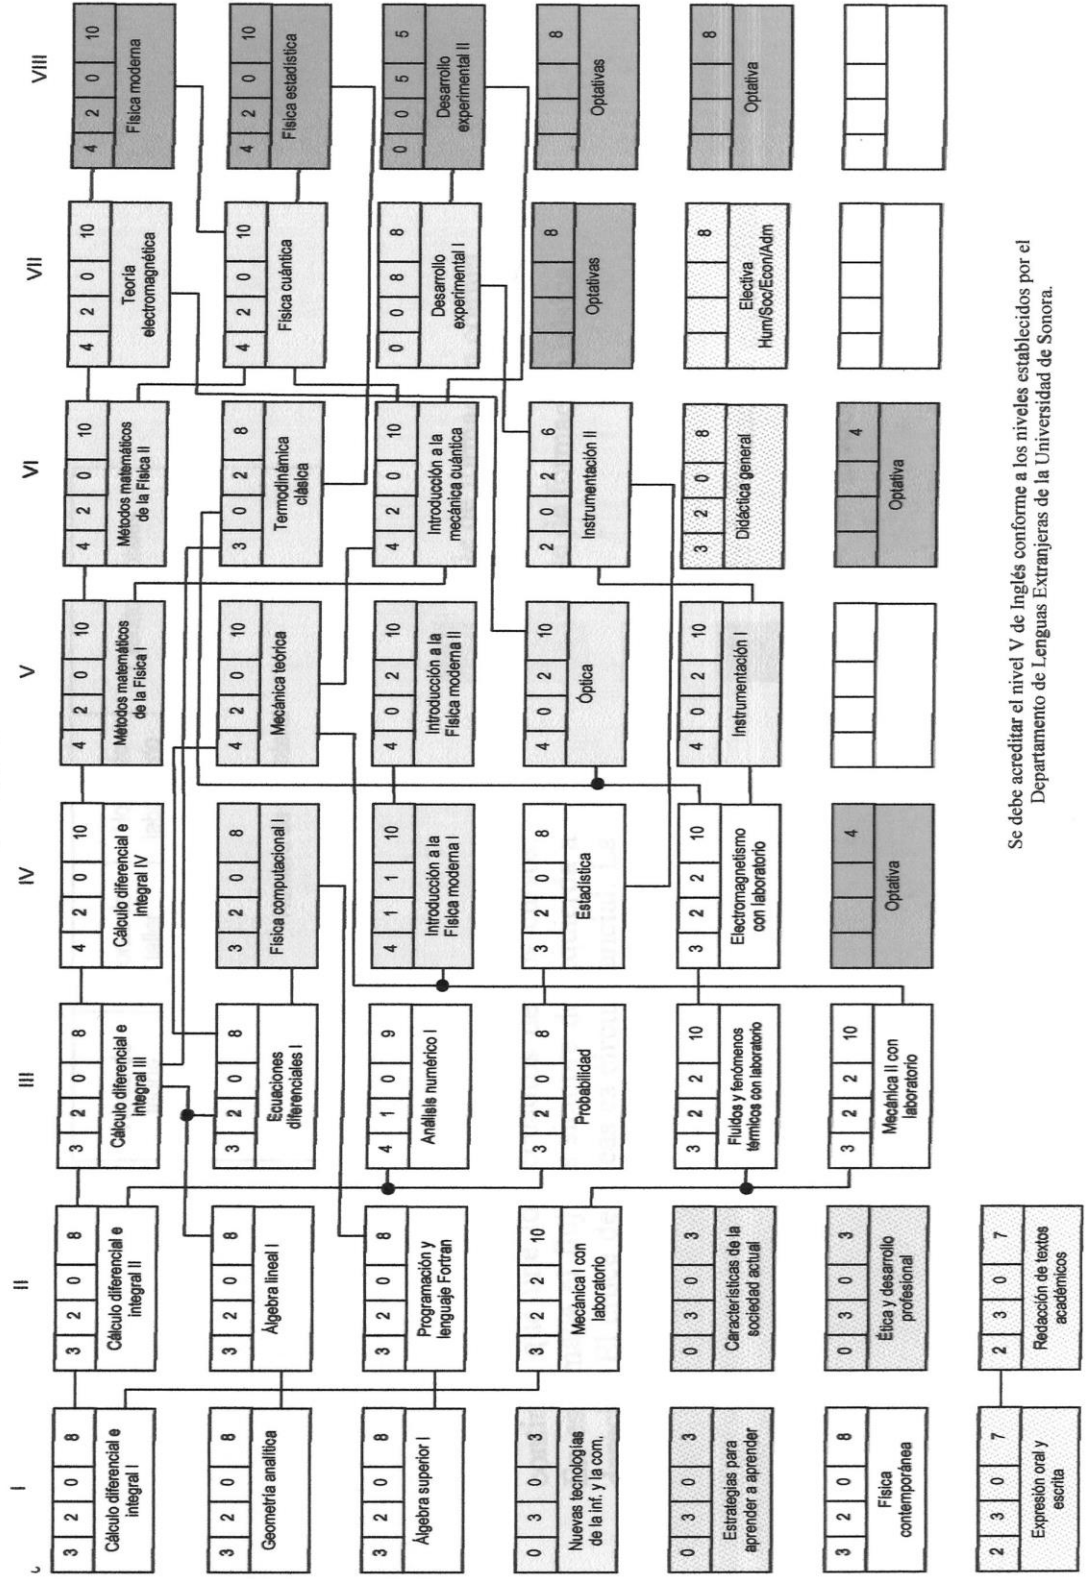 I
3 2 0 8
Cálculo diferencial e
integral I
3 2 0 8
Geometría analítica
3 2 0 8
Álgebra superior I
0 3 0 3
Nuevas tecnologías
de la inf. y la com.
0 3 0 3
Estrategias para
aprender a aprender
3 2 0 8
Física
contemporánea
2 3 0 7
Expresión oral y
escrita
II
3 2 0 8
Cálculo diferencial e
integral II
3 2 0 8
Álgebra lineal I
3 2 0 8
Programación y
lenguaje Fortran
3 2 2 10
Mecánica I con
laboratorio
0 3 0 3
Características de la
sociedad actual
0 3 0 3
Ética y desarrollo
profesional
2 3 0 7
Redacción de textos
académicos
III
3 2 0 8
Cálculo diferencial e
integral III
3 2 0 8
Ecuaciones
diferenciales I
4 1 0 9
Análisis numérico I
3 2 0 8
Probabilidad
3 2 2 10
Fluidos y fenómenos
térmicos con laboratorio
3 2 2 10
Mecánica II con
laboratorio
IV
4 2 0 10
Cálculo diferencial e
integral IV
3 2 0 8
Física computacional I
4 1 1 10
Introducción a la
Física moderna I
3 2 0 8
Estadística
3 2 2 10
Electromagnetismo
con laboratorio
4
Optativa
V
4 2 0 10
Métodos matemáticos
de la Física I
4 2 0 10
Mecánica teórica
4 0 2 10
Introducción a la
Física moderna II
4 0 2 10
Óptica
4 0 2 10
Instrumentación I
VI
4 2 0 10
Métodos matemáticos
de la Física II
3 0 2 8
Termodinámica
clásica
4 2 0 10
Introducción a la
mecánica cuántica
2 0 2 6
Instrumentación II
3 2 0 8
Didáctica general
4
Optativa
VII
4 2 0 10
Teoría
electromagnética
4 2 0 10
Física cuántica
0 0 8 8
Desarrollo
experimental I
8
Optativas
8
Electiva
Hum/Soc/Econ/Adm
VIII
4 2 0 10
Física moderna
4 2 0 10
Física estadística
0 0 5 5
Desarrollo
experimental II
8
Optativas
8
Optativa
Se debe acreditar el nivel V de Inglés conforme a los niveles establecidos por el
Departamento de Lenguas Extranjeras de la Universidad de Sonora.